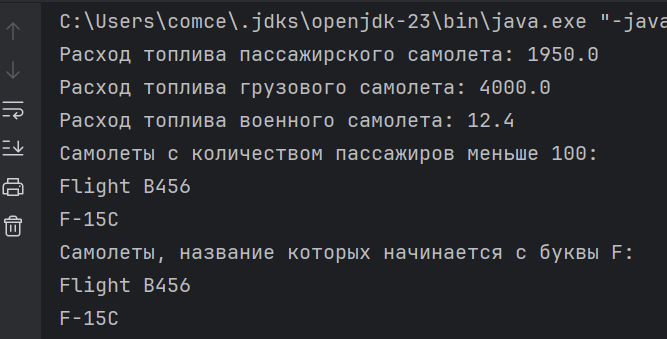 C:\Users\comce\.jdks\openjdk-23\bin\java.exe "-java
Расход топлива пассажирского самолета: 1950.0
Расход топлива грузового самолета: 4000.0
Расход топлива военного самолета: 12.4
Самолеты с количеством пассажиров меньше 100:
Flight B456
F-15C
Самолеты, название которых начинается с буквы F:
Flight B456
F-15C